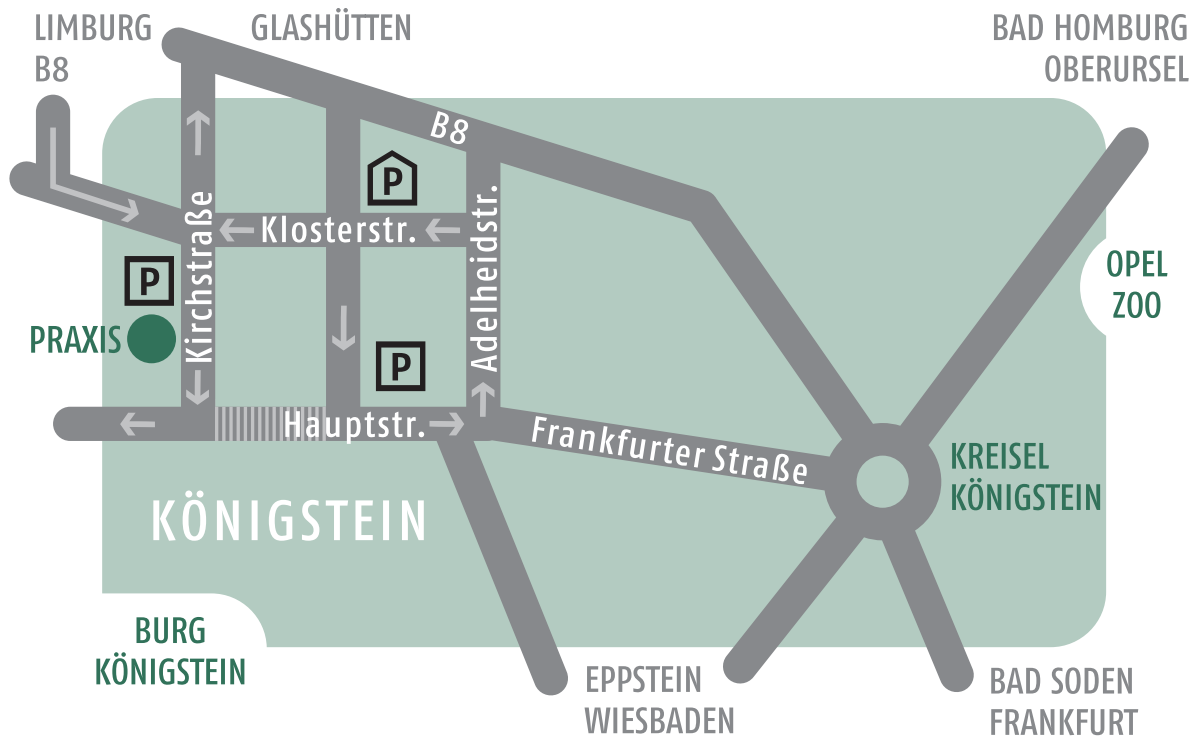 LIMBURG
B8
GLASHÜTTEN
BAD HOMBURG
OBERURSEL
B8
P
Klosterstr.
Kirchstraße
Adelheidstr.
OPEL
ZOO
P
PRAXIS
P
Hauptstr.
Frankfurter Straße
KREISEL
KÖNIGSTEIN
KÖNIGSTEIN
BURG
KÖNIGSTEIN
EPPSTEIN
WIESBADEN
BAD SODEN
FRANKFURT